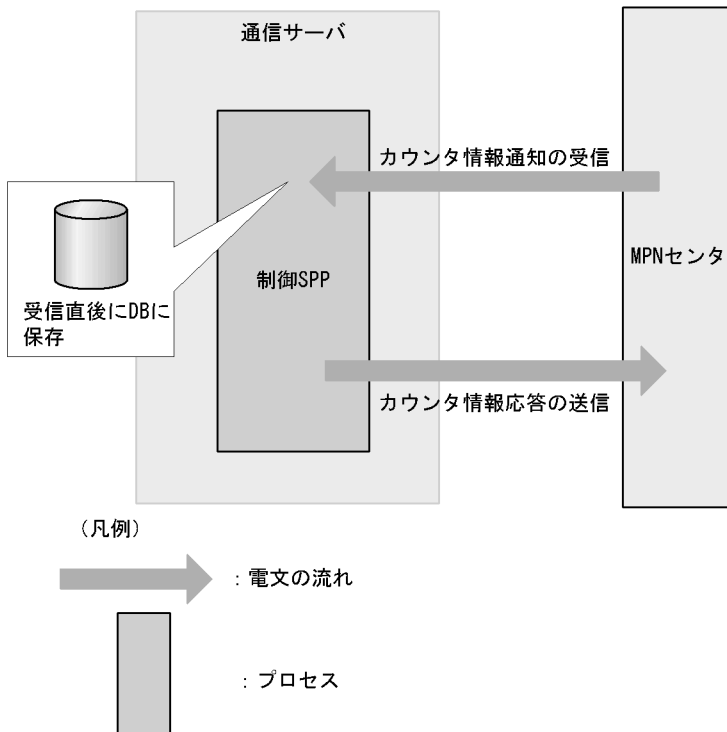 通信サーバ
カウンタ情報通知の受信
MPNセンタ
制御SPP
受信直後にDBに
保存
カウンタ情報応答の送信
（凡例）
：電文の流れ
：プロセス